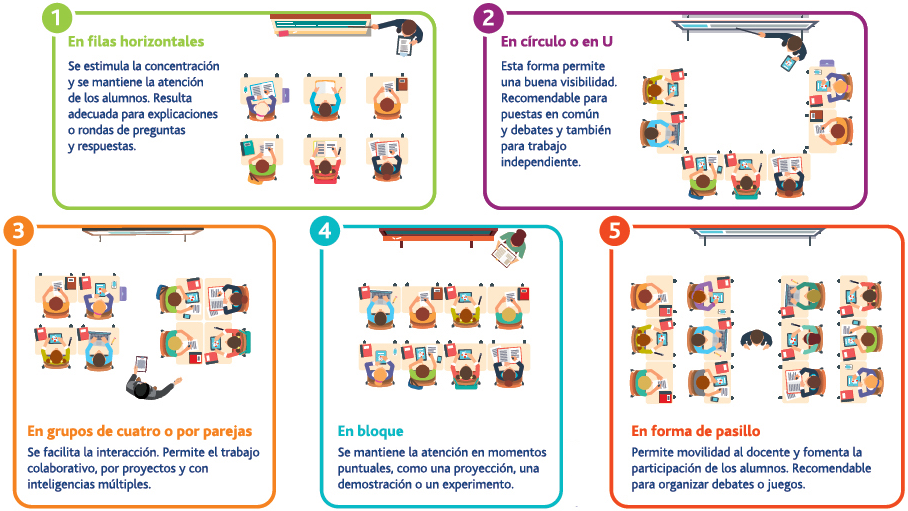 1
En filas horizontales
Se estimula la concentración
y se mantiene la atención
de los alumnos. Resulta
adecuada para explicaciones
o rondas de preguntas
y respuestas.
2
En círculo o en U
Esta forma permite
una buena visibilidad.
Recomendable para
puestas en común
y debates y también
para trabajo
independiente.
3
En grupos de cuatro o por parejas
Se facilita la interacción. Permite el trabajo
colaborativo, por proyectos y con
inteligencias múltiples.
4
En bloque
Se mantiene la atención en momentos
puntuales, como una proyección, una
demostración o un experimento.
5
En forma de pasillo
Permite movilidad al docente y fomenta la
participación de los alumnos. Recomendable
para organizar debates o juegos.